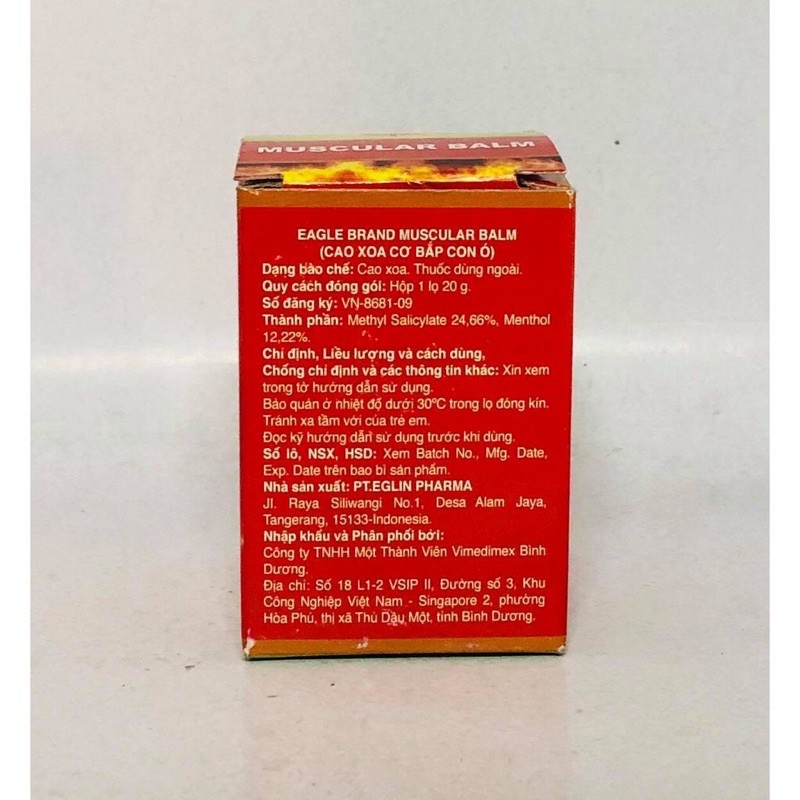 MUSCULAR BALM
EAGLE BRAND MUSCULAR BALM
(CAO XOA CƠ BẮP CON Ó)
Dạng bào chế: Cao xoa. Thuốc dùng ngoài.
Quy cách đóng gói: Hộp 1 lọ 20 g.
Số đăng ký: VN-8681-09
Thành phần: Methyl Salicylate 24,66%, Menthol
12,22%.
Chỉ định, Liều lượng và cách dùng,
Chống chỉ định và các thông tin khác: Xin xem
trong tờ hướng dẫn sử dụng.
Bảo quản ở nhiệt độ dưới 30ºC trong lọ đóng kín.
Tránh xa tầm với của trẻ em.
Đọc kỹ hướng dẫn sử dụng trước khi dùng.
Số lô, NSX, HSD: Xem Batch No., Mfg. Date,
Exp. Date trên bao bì sản phẩm.
Nhà sản xuất: PT.EGLIN PHARMA
Jl. Raya Siliwangi No.1, Desa Alam Jaya,
Tangerang, 15133-Indonesia.
Nhập khẩu và Phân phối bởi:
Công ty TNHH Một Thành Viên Vimedimex Bình
Dương.
Địa chỉ: Số 18 L1-2 VSIP II, Đường số 3, Khu
Công Nghiệp Việt Nam - Singapore 2, phường
Hòa Phú, thị xã Thủ Dầu Một, tỉnh Bình Dương.